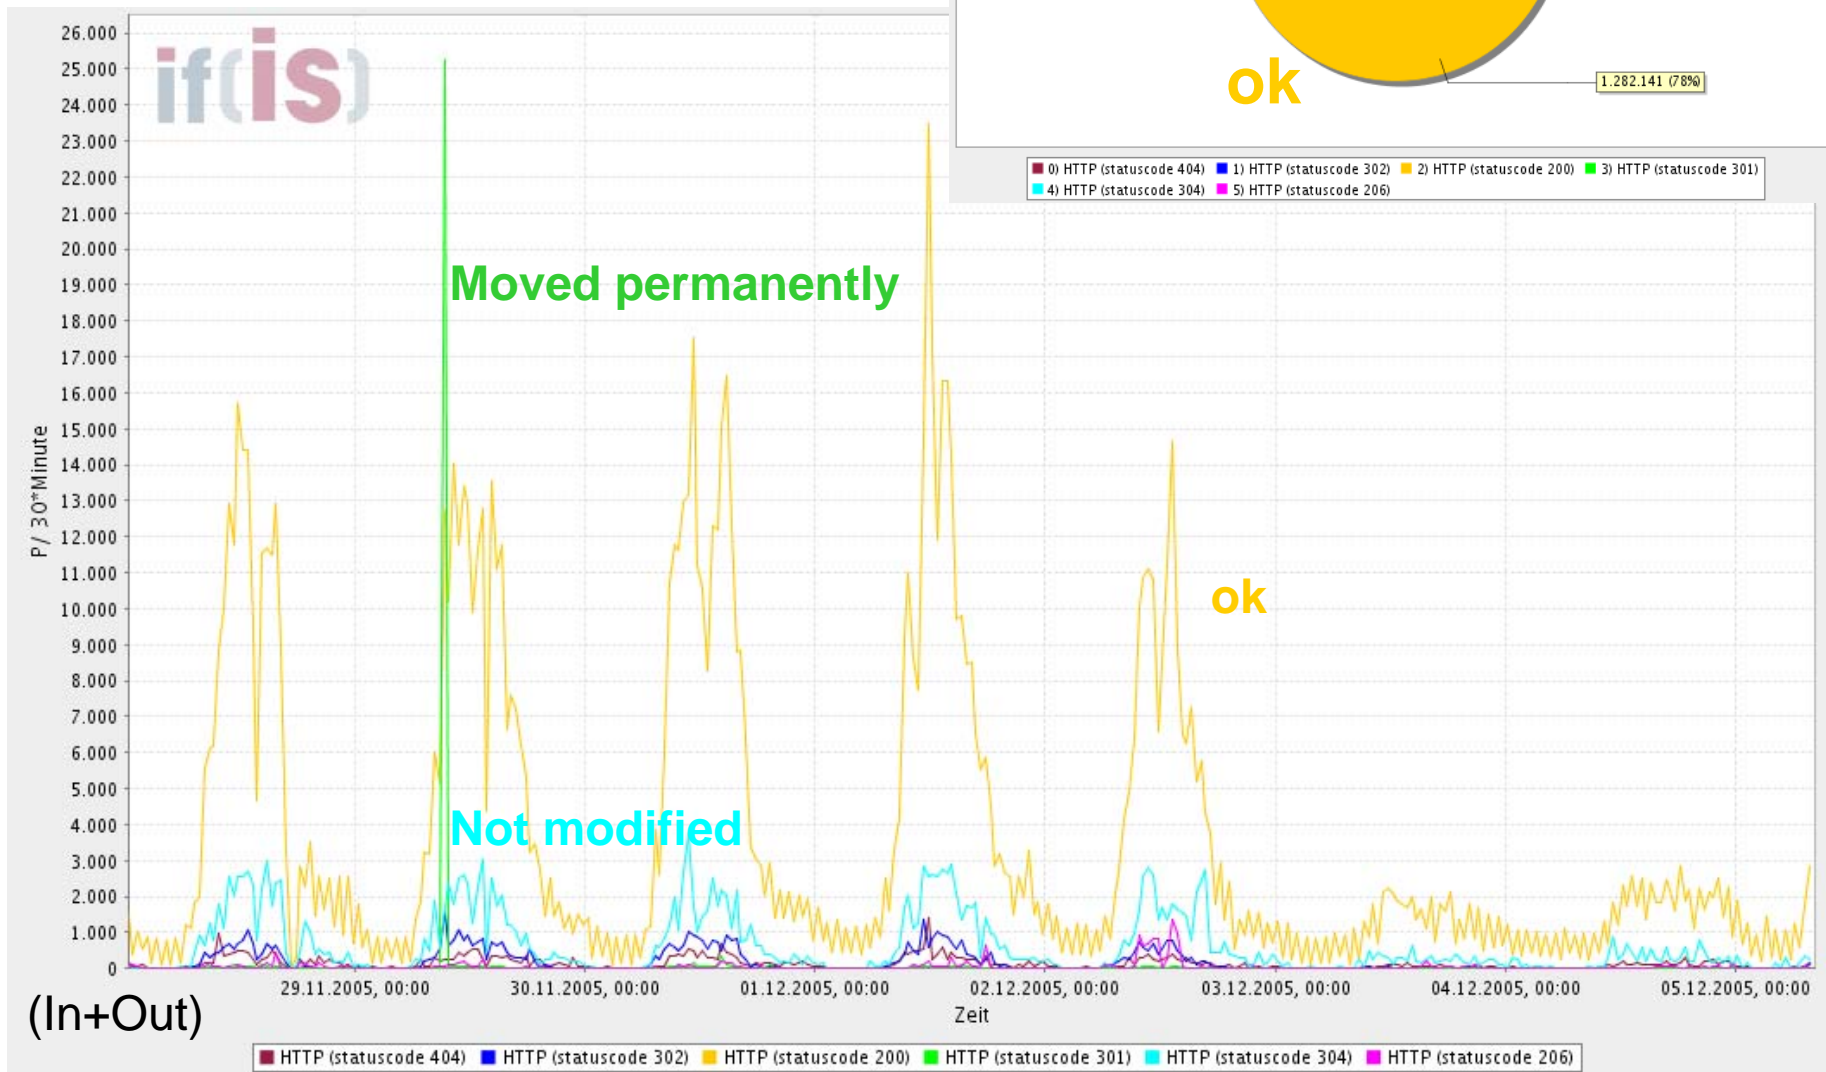 if(is)
ok
1.282.141 (78%)
0) HTTP (statuscode 404) 1) HTTP (statuscode 302) 2) HTTP (statuscode 200) 3) HTTP (statuscode 301)
4) HTTP (statuscode 304) 5) HTTP (statuscode 206)
P/ 30*Minute
26.000
25.000
24.000
23.000
22.000
21.000
20.000
19.000
18.000
17.000
16.000
15.000
14.000
13.000
12.000
11.000
10.000
9.000
8.000
7.000
6.000
5.000
4.000
3.000
2.000
1.000
0
Moved permanently
ok
Not modified
29.11.2005, 00:00 30.11.2005, 00:00 01.12.2005, 00:00 02.12.2005, 00:00 03.12.2005, 00:00 04.12.2005, 00:00 05.12.2005, 00:00
Zeit
(In+Out)
HTTP (statuscode 404) HTTP (statuscode 302) HTTP (statuscode 200) HTTP (statuscode 301) HTTP (statuscode 304) HTTP (statuscode 206)